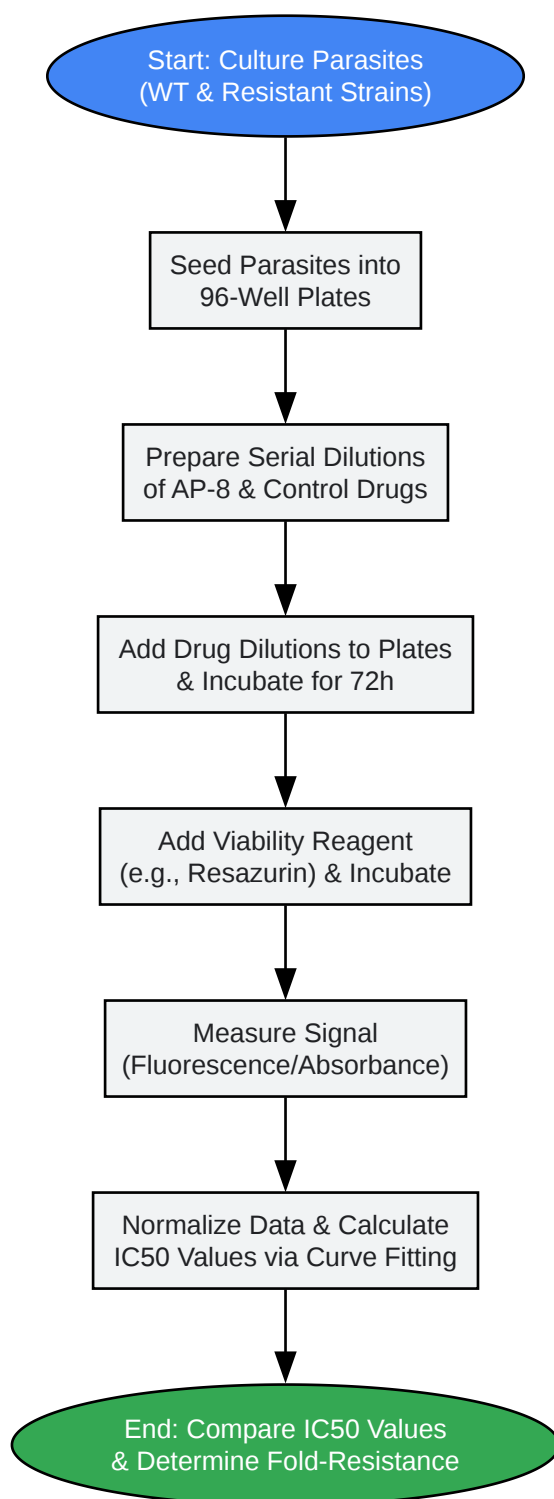 Start: Culture Parasites
(WT & Resistant Strains)
Seed Parasites into
96-Well Plates
Prepare Serial Dilutions
of AP-8 & Control Drugs
Add Drug Dilutions to Plates
& Incubate for 72h
Add Viability Reagent
(e.g., Resazurin) & Incubate
Measure Signal
(Fluorescence/Absorbance)
Normalize Data & Calculate
IC50 Values via Curve Fitting
End: Compare IC50 Values
& Determine Fold-Resistance